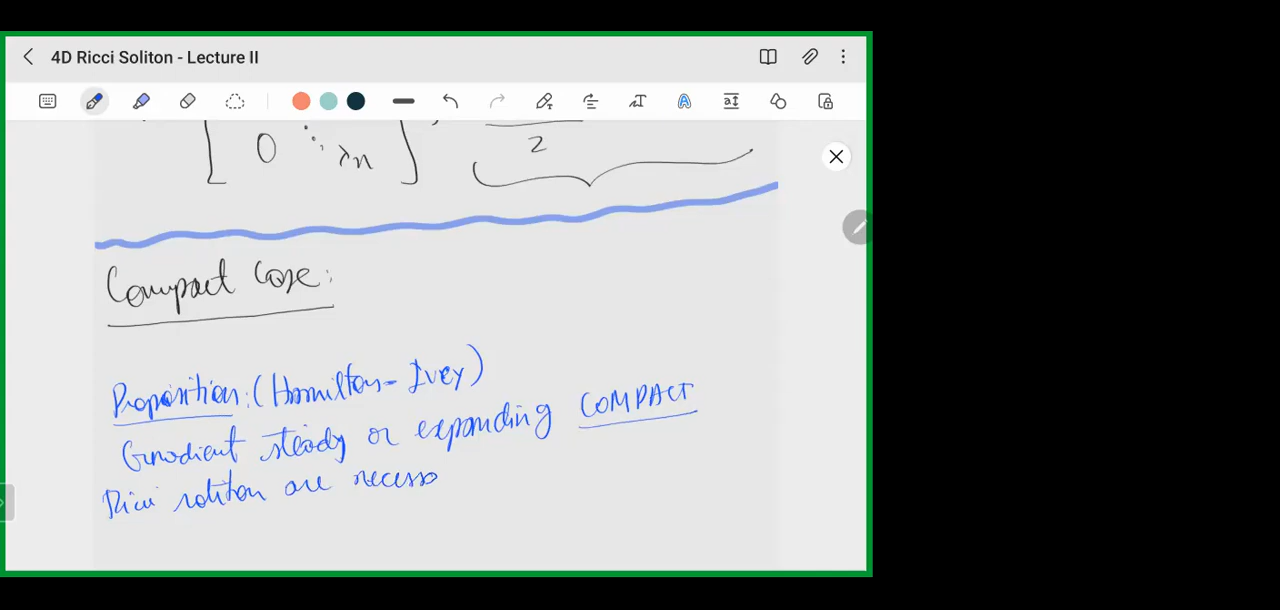 4D Ricci Soliton - Lecture II
0 ⋱ λn ] , 2
Compact Case:
Proposition: (Hamilton-Ivey)
Gradient steady or expanding COMPACT
Ricci soliton are necessa